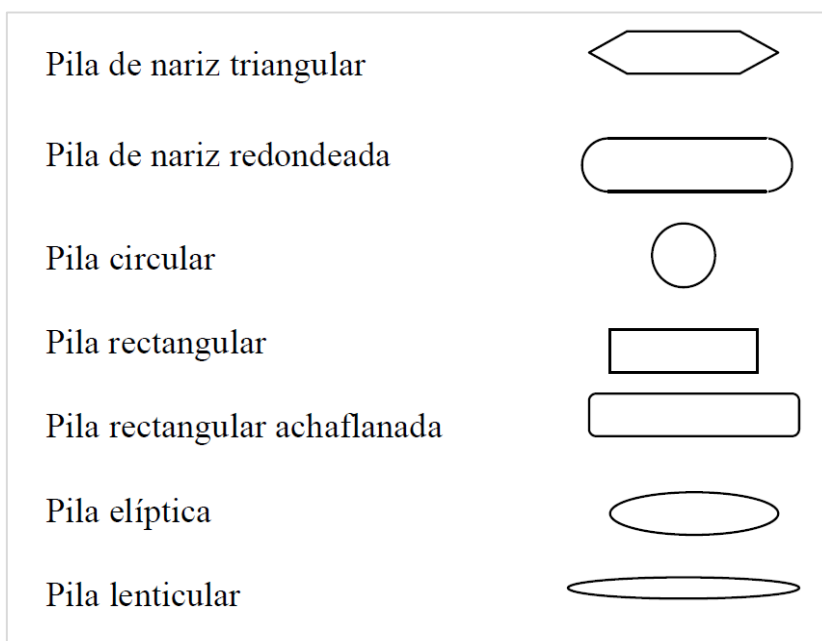 Pila de nariz triangular
Pila de nariz redondeada
Pila circular
Pila rectangular
Pila rectangular achaflanada
Pila elíptica
Pila lenticular